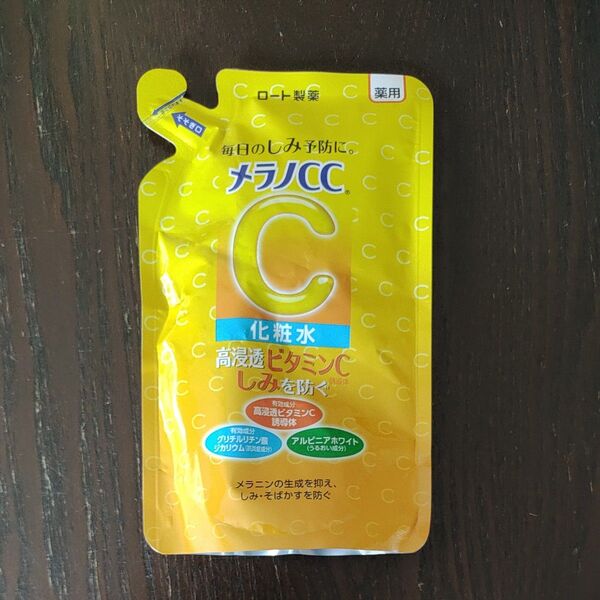 ロート製薬
薬用
毎日のしみ予防に。
メラノCC®
C
化粧水
高浸透ビタミンC
しみを防ぐ
有効成分
高浸透ビタミンC
誘導体
有効成分
グリチルリチン酸
ジカリウム(抗炎症成分)
アルピニアホワイト
(うるおい成分)
メラニンの生成を抑え、
しみ・そばかすを防ぐ